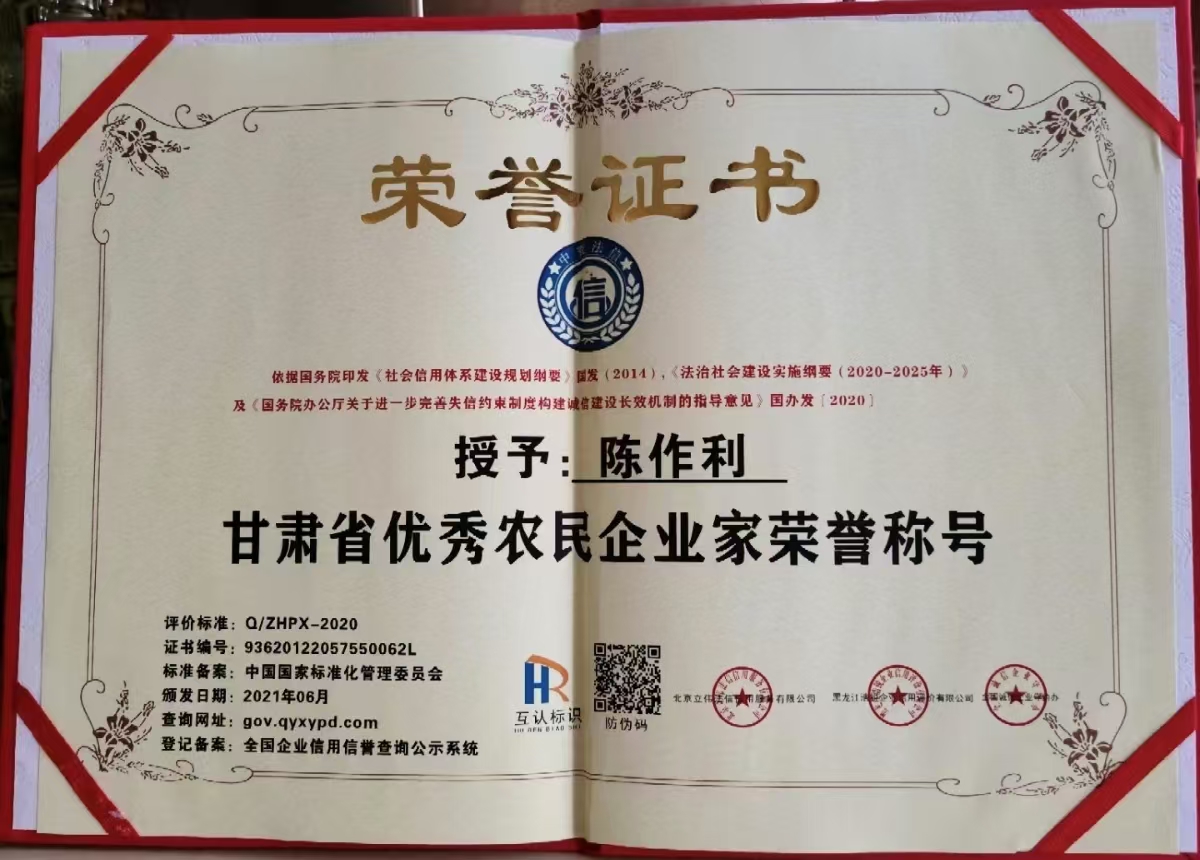 荣誉证书
信
依据国务院印发《社会信用体系建设规划纲要》国发（2014），《法治社会建设实施纲要（2020-2025年）》
及《国务院办公厅关于进一步完善失信约束制度构建诚信建设长效机制的指导意见》国办发［2020］
授予：陈作利
甘肃省优秀农民企业家荣誉称号
评价标准：Q/ZHPX-2020
证书编号：93620122057550062L
标准备案：中国国家标准化管理委员会
颁发日期：2021年06月
查询网址：gov.qyxypd.com
登记备案：全国企业信用信誉查询公示系统
HR
互认标识
防伪码